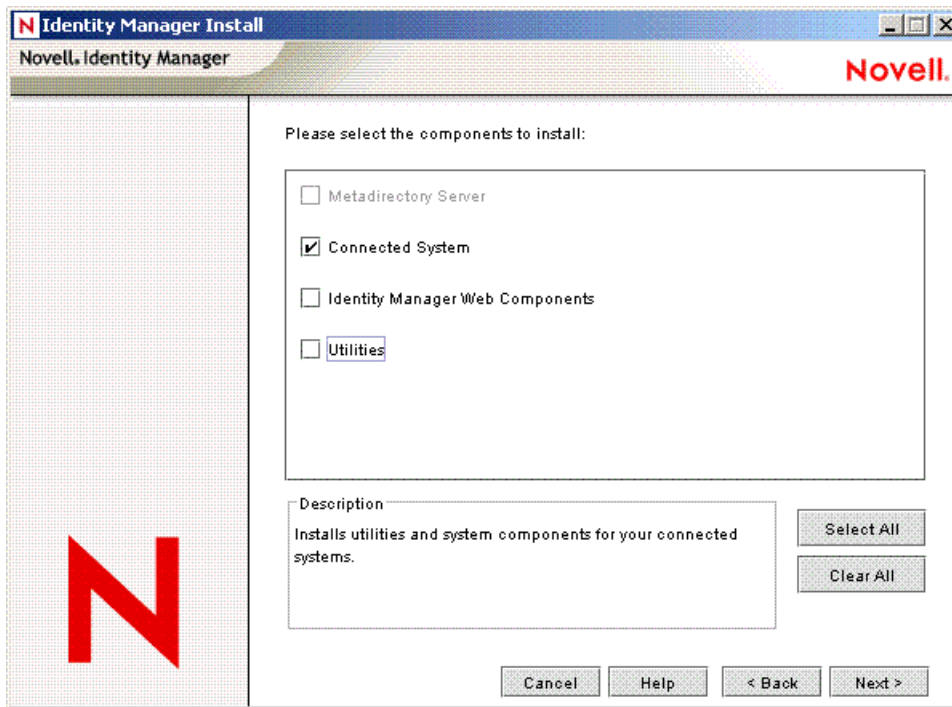 N Identity Manager Install
Novell. Identity Manager
Novell.
Please select the components to install:
Metadirectory Server
Connected System
Identity Manager Web Components
Utilities
Description
Installs utilities and system components for your connected
systems.
Select All
Clear All
N
Cancel
Help
< Back
Next >